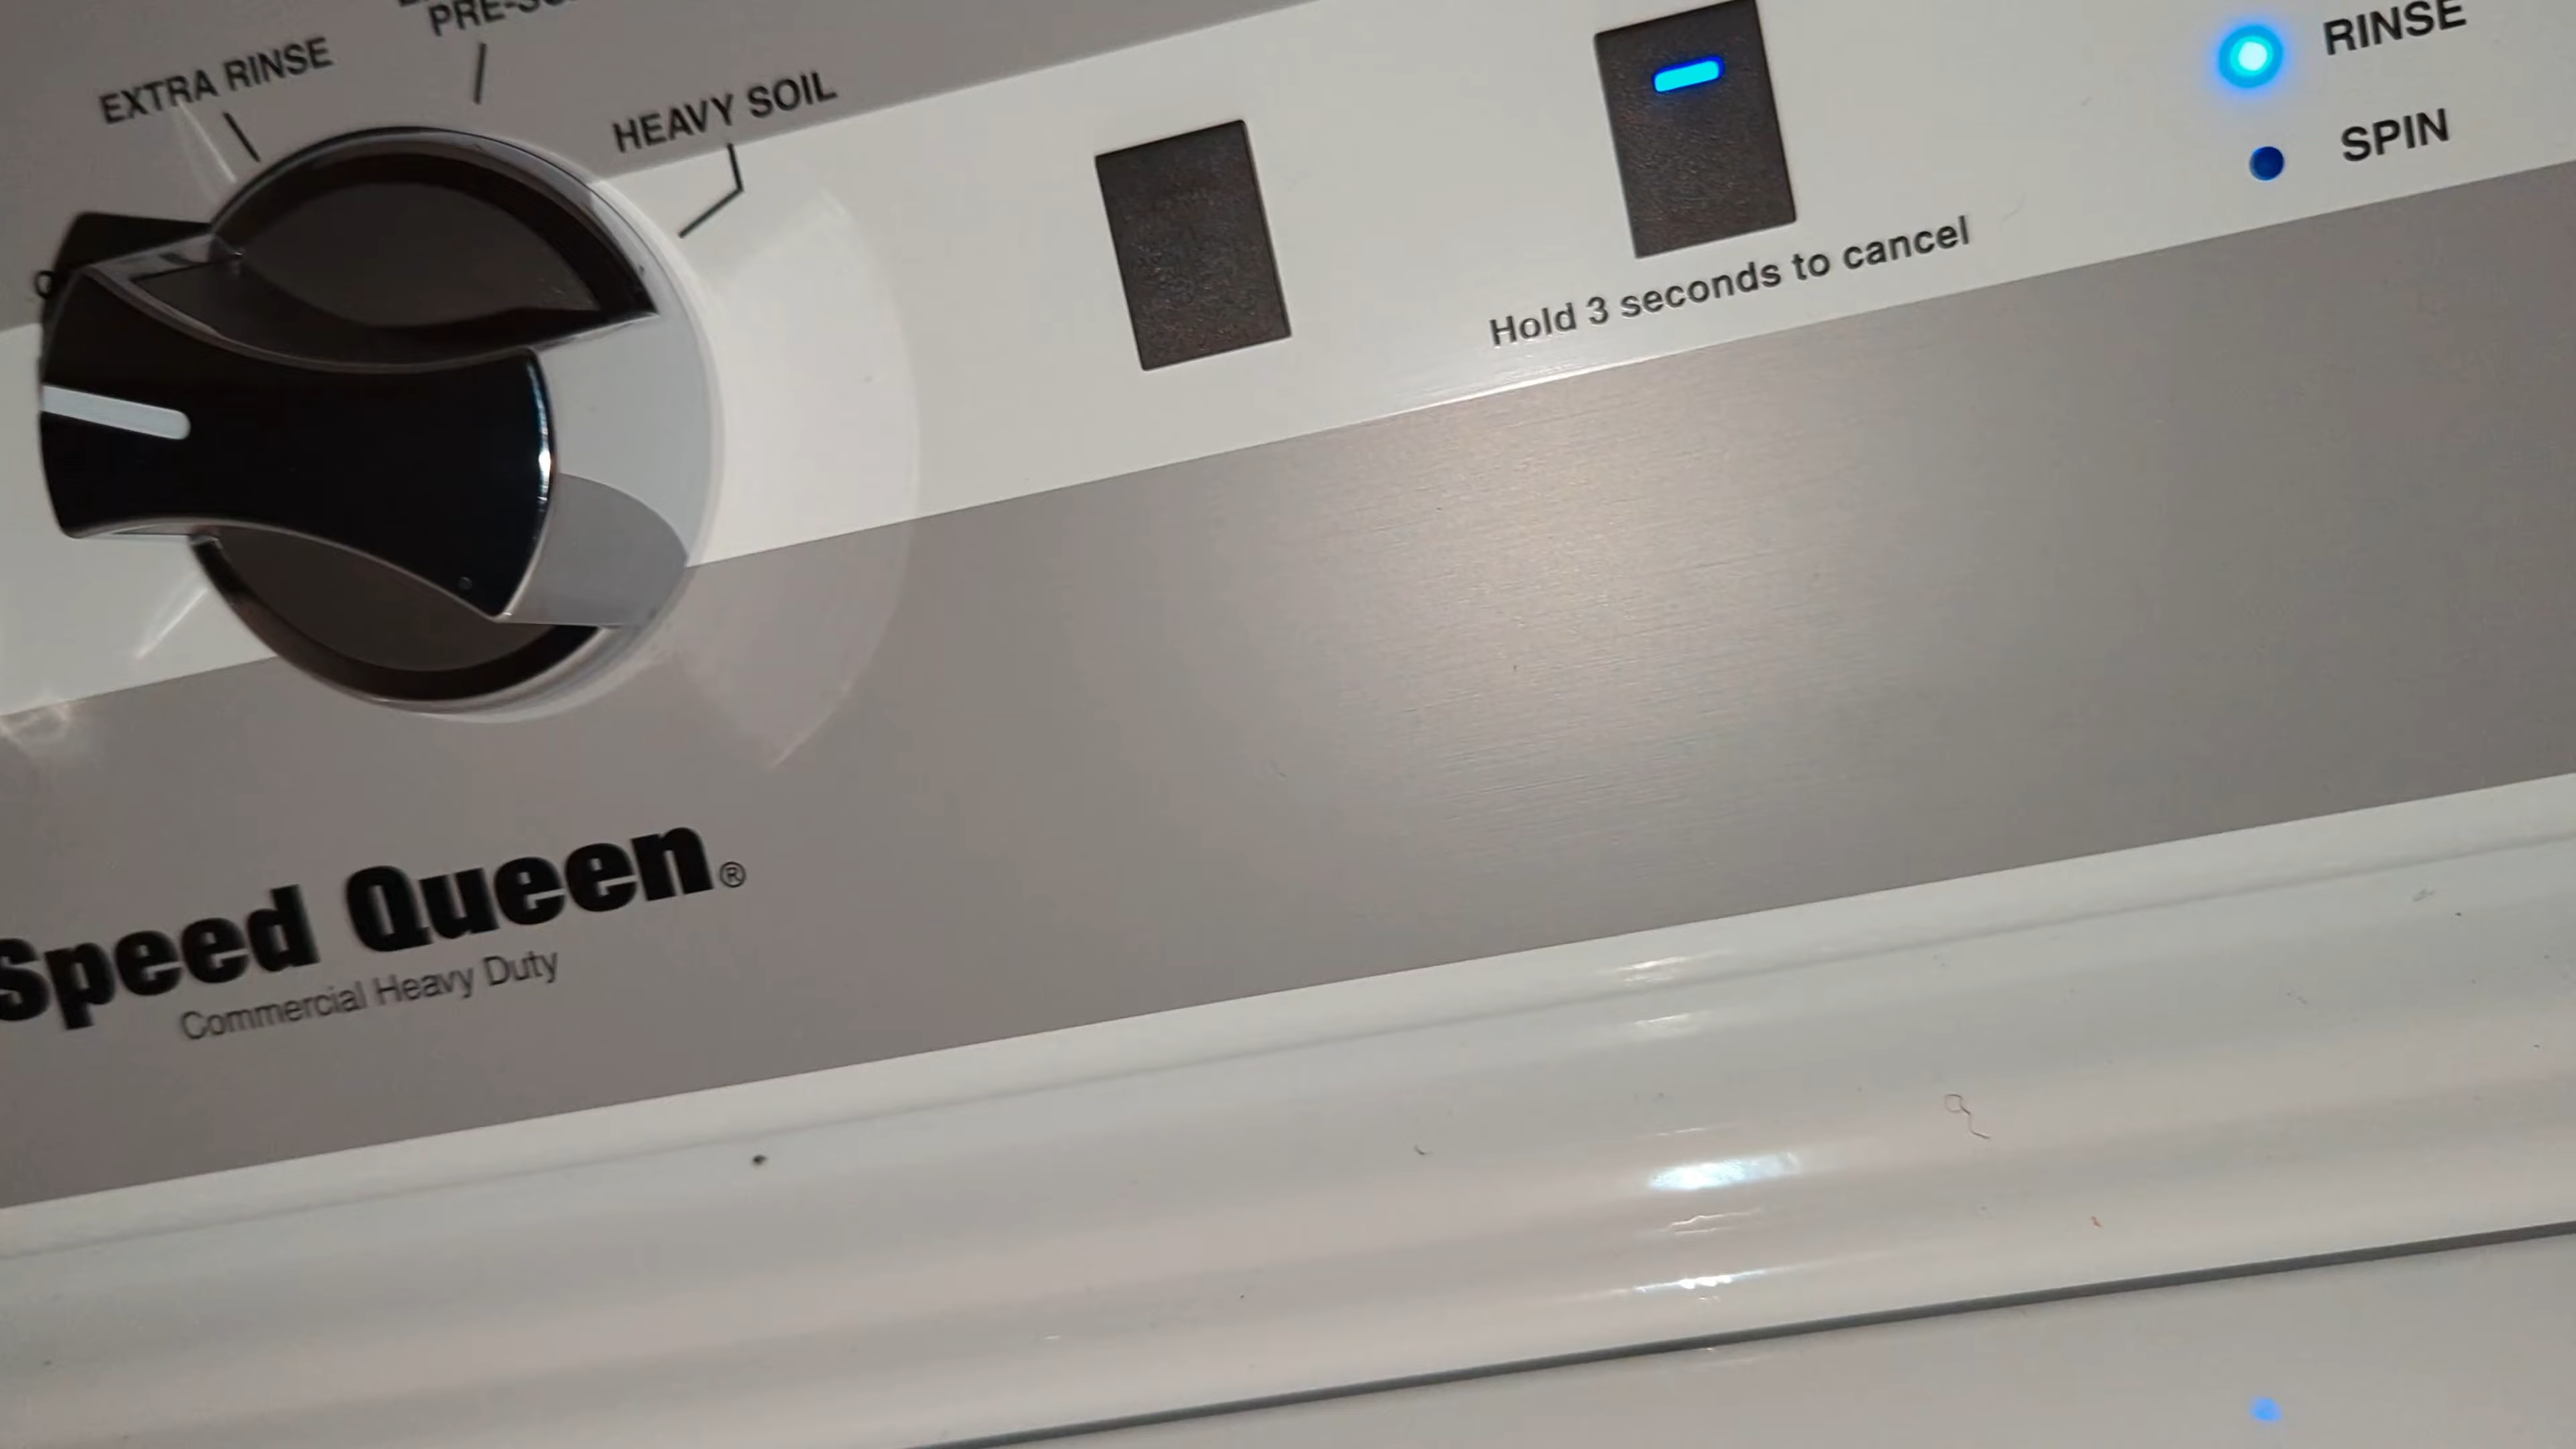 EXTRA RINSE
HEAVY SOIL
RINSE
SPIN
Hold 3 seconds to cancel
Speed Queen®
Commercial Heavy Duty